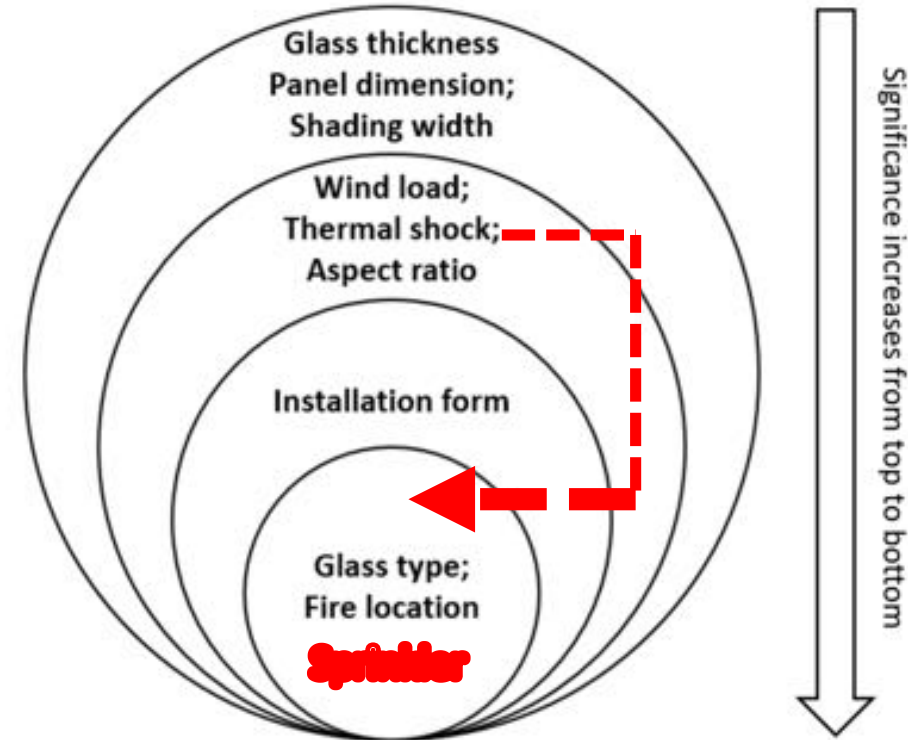 Glass thickness
Panel dimension;
Shading width
Wind load;
Thermal shock;
Aspect ratio
Installation form
Glass type;
Fire location
Sprinkler
Significance increases from top to bottom